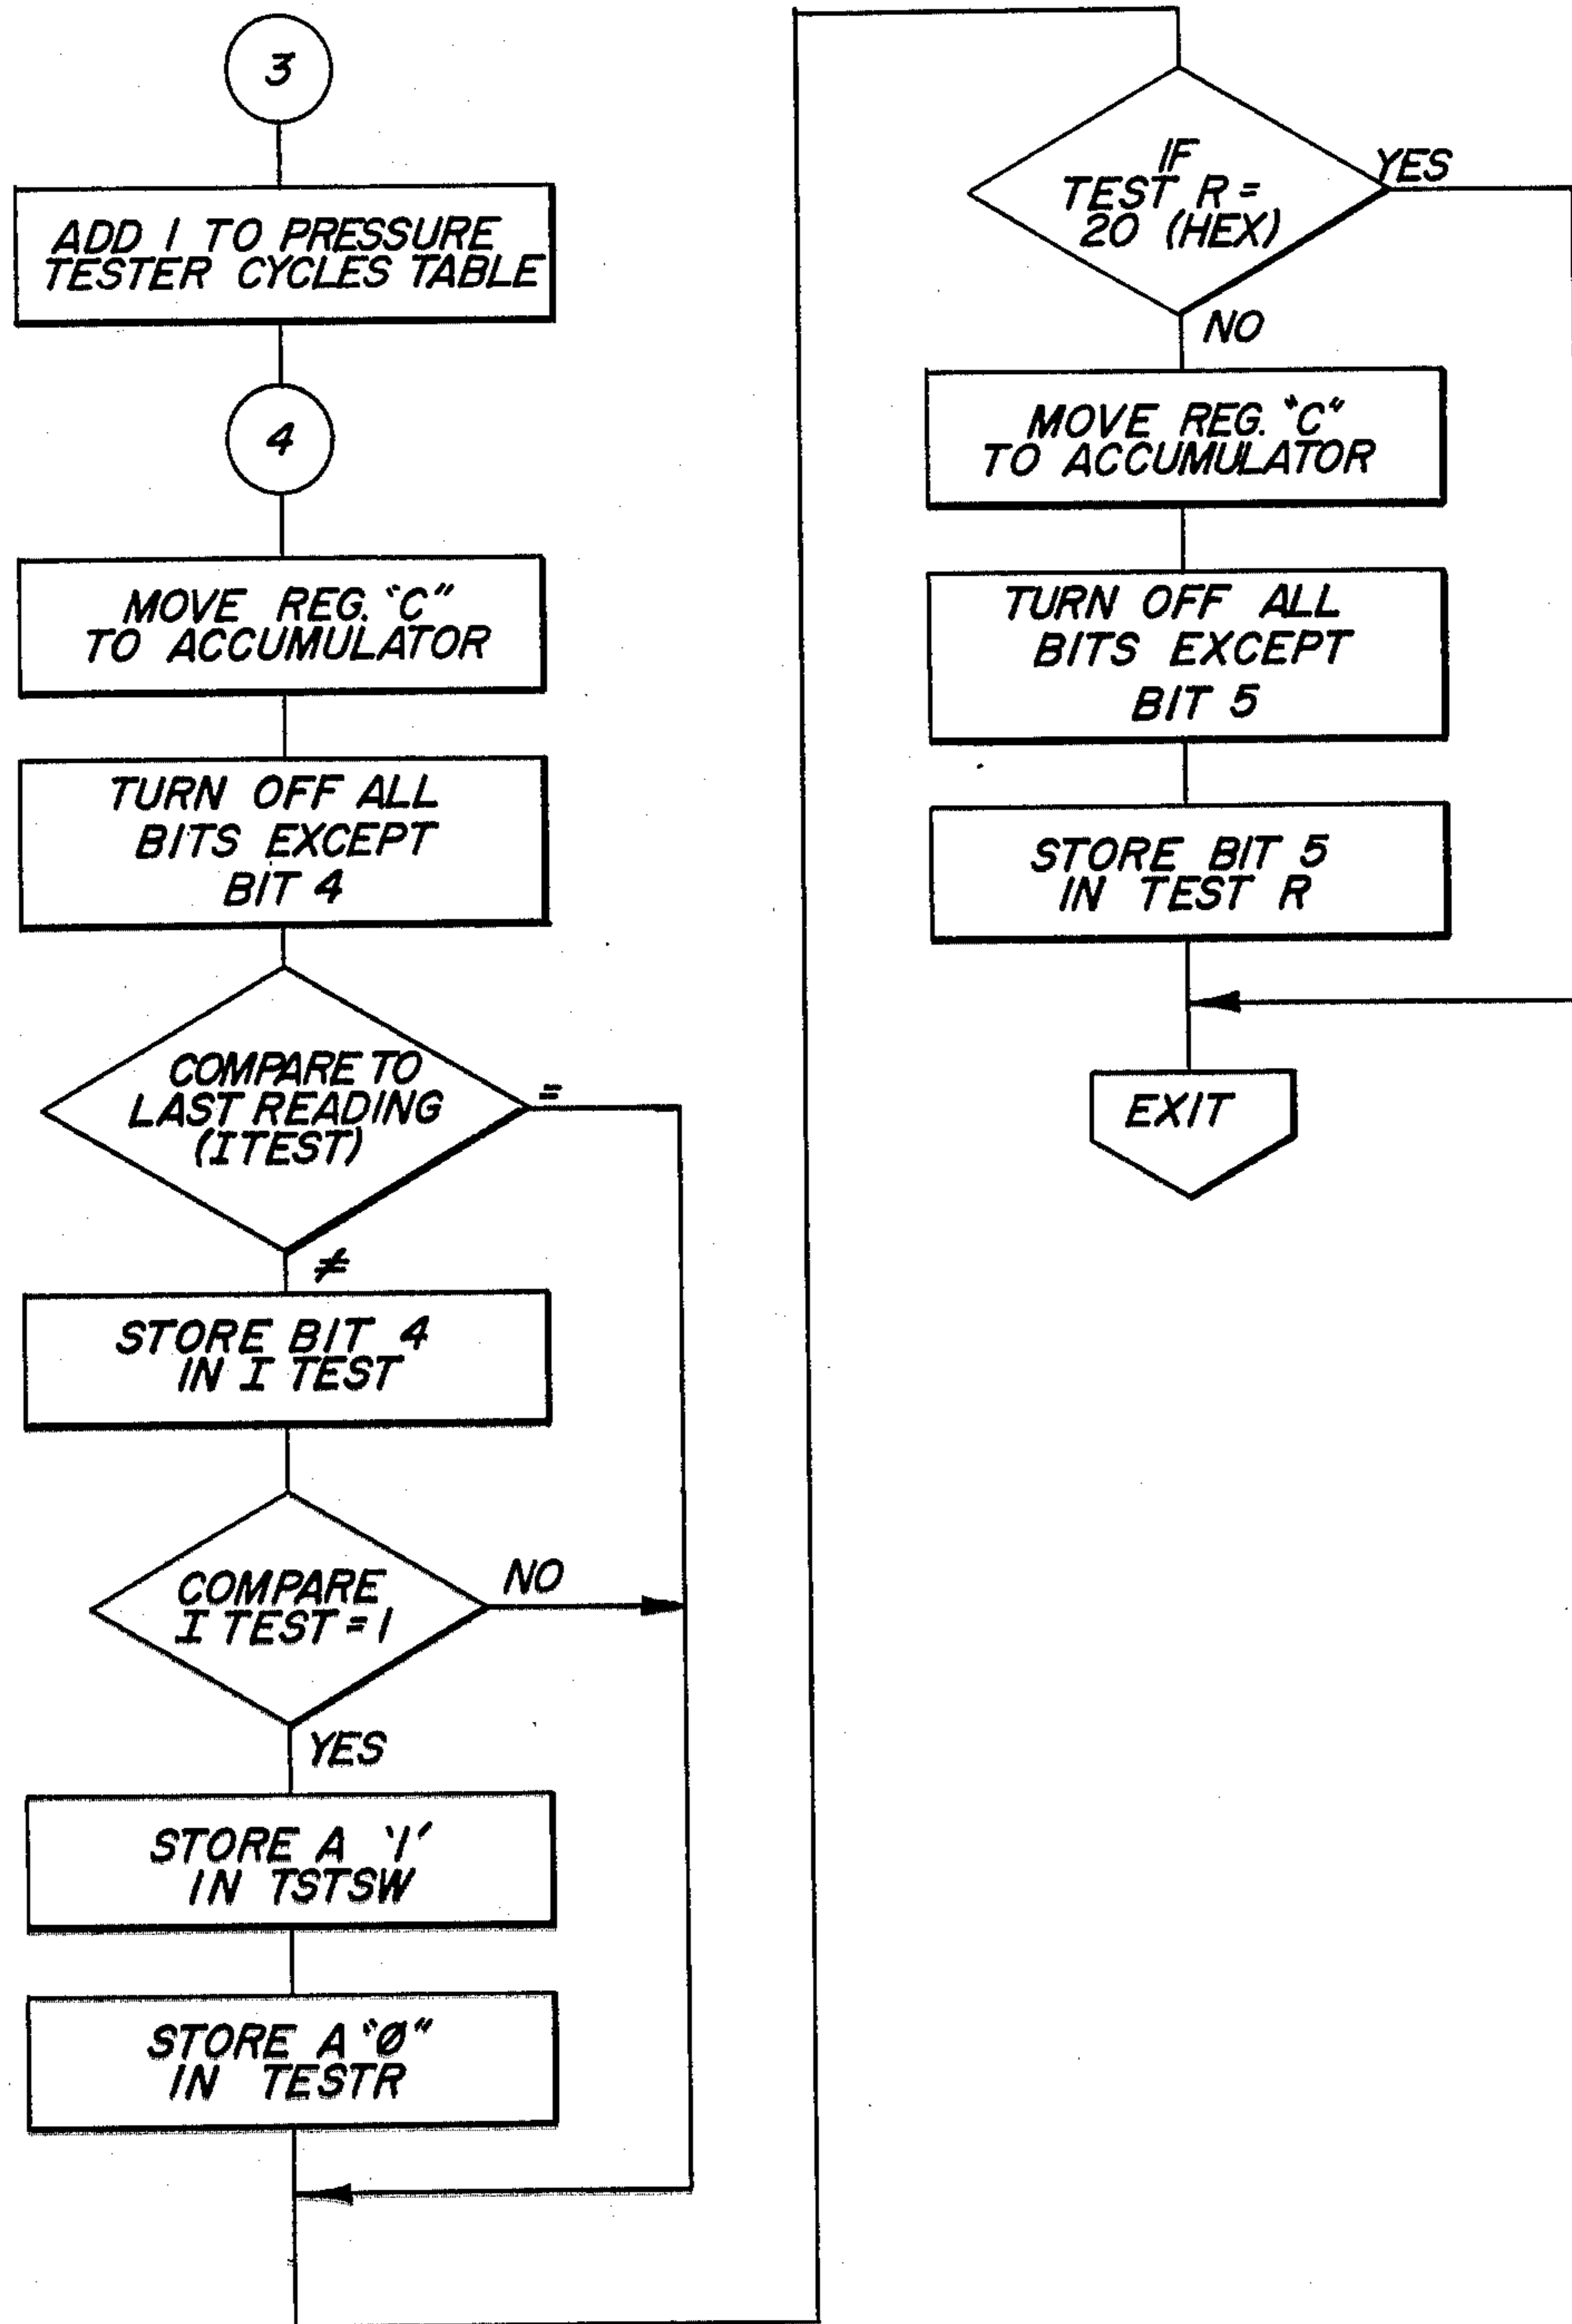 3
ADD 1 TO PRESSURE
TESTER CYCLES TABLE
4
MOVE REG. "C"
TO ACCUMULATOR
TURN OFF ALL
BITS EXCEPT
BIT 4
COMPARE TO
LAST READING
(ITEST)
=
≠
STORE BIT 4
IN I TEST
COMPARE
I TEST = 1
NO
YES
STORE A '1'
IN TSTSW
STORE A "Ø"
IN TESTR
IF
TEST R =
20 (HEX)
YES
NO
MOVE REG. "C"
TO ACCUMULATOR
TURN OFF ALL
BITS EXCEPT
BIT 5
STORE BIT 5
IN TEST R
EXIT